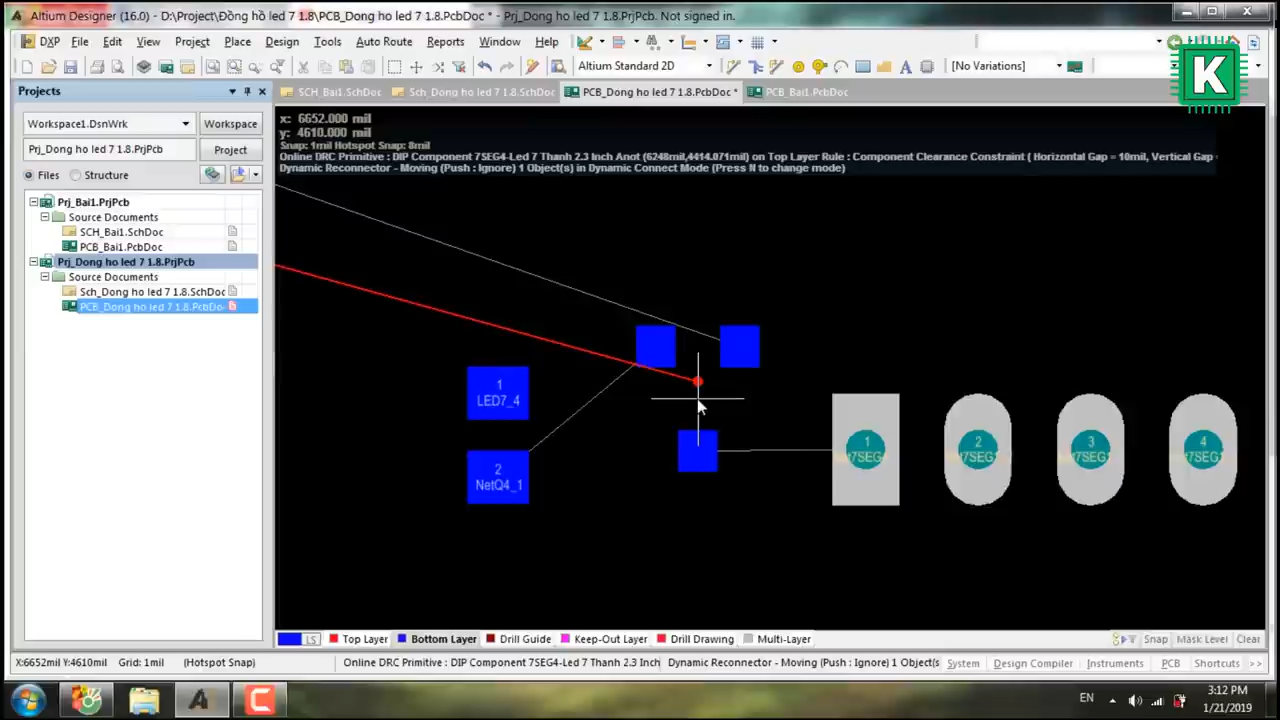 Altium Designer (16.0) - D:\Project\Đồng hồ led 7 1.8\PCB_Dong ho led 7 1.8.PcbDoc * - Prj_Dong ho led 7 1.8.PrjPcb. Not signed in.
DXP File Edit View Project Place Design Tools Auto Route Reports Window Help
Altium Standard 2D [No Variations]
K
Projects
SCH_Bai1.SchDoc Sch_Dong ho led 7 1.8.SchDoc PCB_Dong ho led 7 1.8.PcbDoc * PCB_Bai1.PcbDoc
Workspace1.DsnWrk Workspace
Prj_Dong ho led 7 1.8.PrjPcb Project
Files Structure
Prj_Bai1.PrjPcb
Source Documents
SCH_Bai1.SchDoc
PCB_Bai1.PcbDoc
Prj_Dong ho led 7 1.8.PrjPcb
Source Documents
Sch_Dong ho led 7 1.8.SchDoc
PCB_Dong ho led 7 1.8.PcbDo
x: 6652.000 mil
y: 4610.000 mil
Snap: 1mil Hotspot Snap: 8mil
Online DRC Primitive : DIP Component 7SEG4-Led 7 Thanh 2.3 Inch Anot (6248mil,4414.071mil) on Top Layer Rule : Component Clearance Constraint ( Horizontal Gap = 10mil, Vertical Gap =
Dynamic Reconnector - Moving (Push : Ignore) 1 Object(s) in Dynamic Connect Mode (Press N to change mode)
1
LED7_4
2
NetQ4_1
1
2
3
4
LS Top Layer Bottom Layer Drill Guide Keep-Out Layer Drill Drawing Multi-Layer Snap Mask Level Clear
X:6652mil Y:4610mil Grid: 1mil (Hotspot Snap) Online DRC Primitive : DIP Component 7SEG4-Led 7 Thanh 2.3 Inch Dynamic Reconnector - Moving (Push : Ignore) 1 Object(s System Design Compiler Instruments PCB Shortcuts >>
EN
3:12 PM
1/21/2019